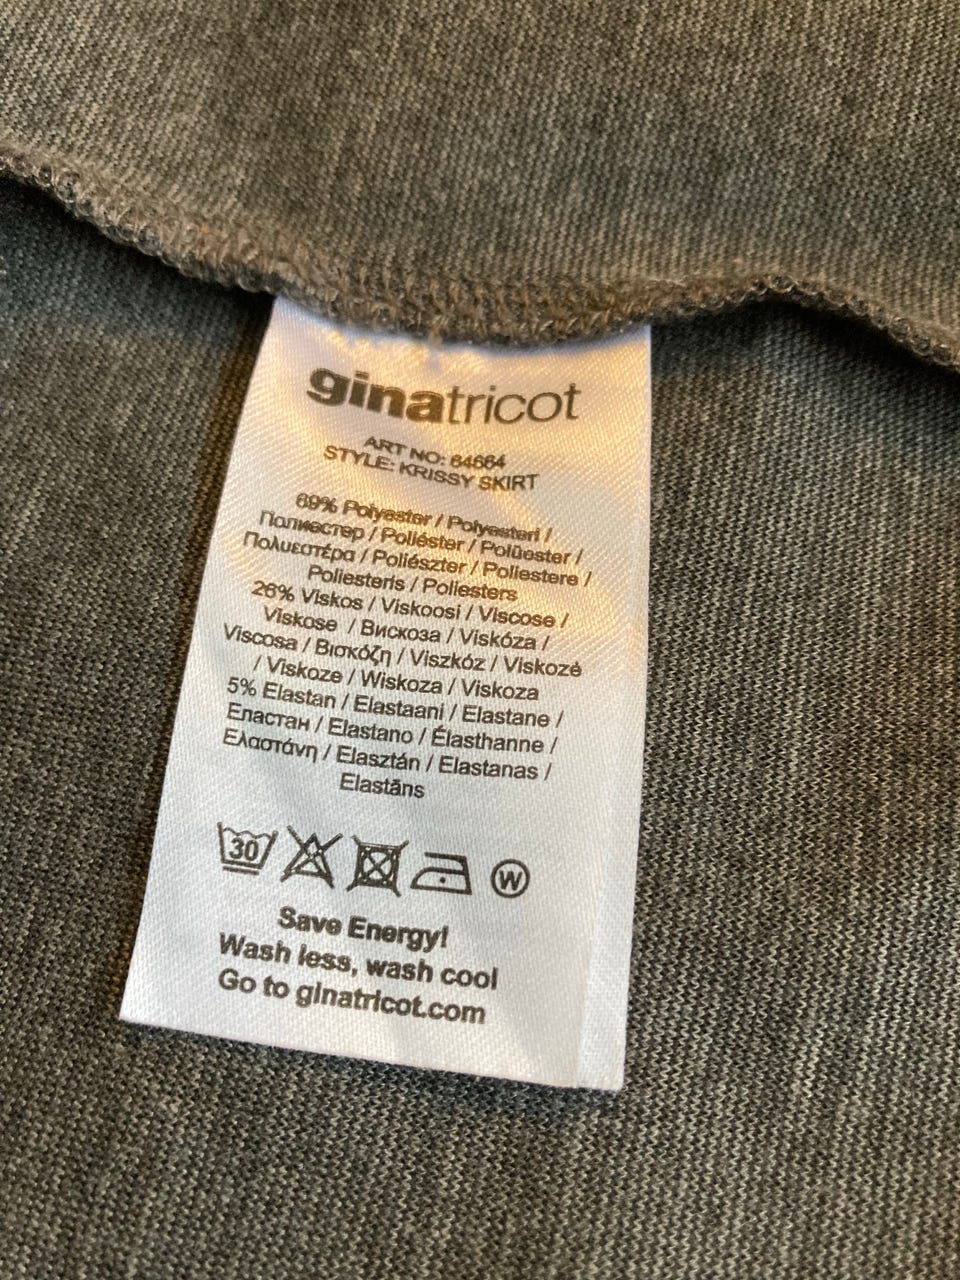 ginatricot
ART NO: 64664
STYLE: KRISSY SKIRT
69% Polyester / Polyesteri /
Полиестер / Poliéster / Polüester /
Πολυεστέρα / Poliészter / Poliestere /
Poliesteris / Poliesters
26% Viskos / Viskoosi / Viscose /
Viskose / Вискоза / Viskóza /
Viscosa / Βισκόζη / Viszkóz / Viskozė
/ Viskoze / Wiskoza / Viskoza
5% Elastan / Elastaani / Elastane /
Еластан / Elastano / Élasthanne /
Ελαστάνη / Elasztán / Elastanas /
Elastāns
30 W
Save Energy!
Wash less, wash cool
Go to ginatricot.com